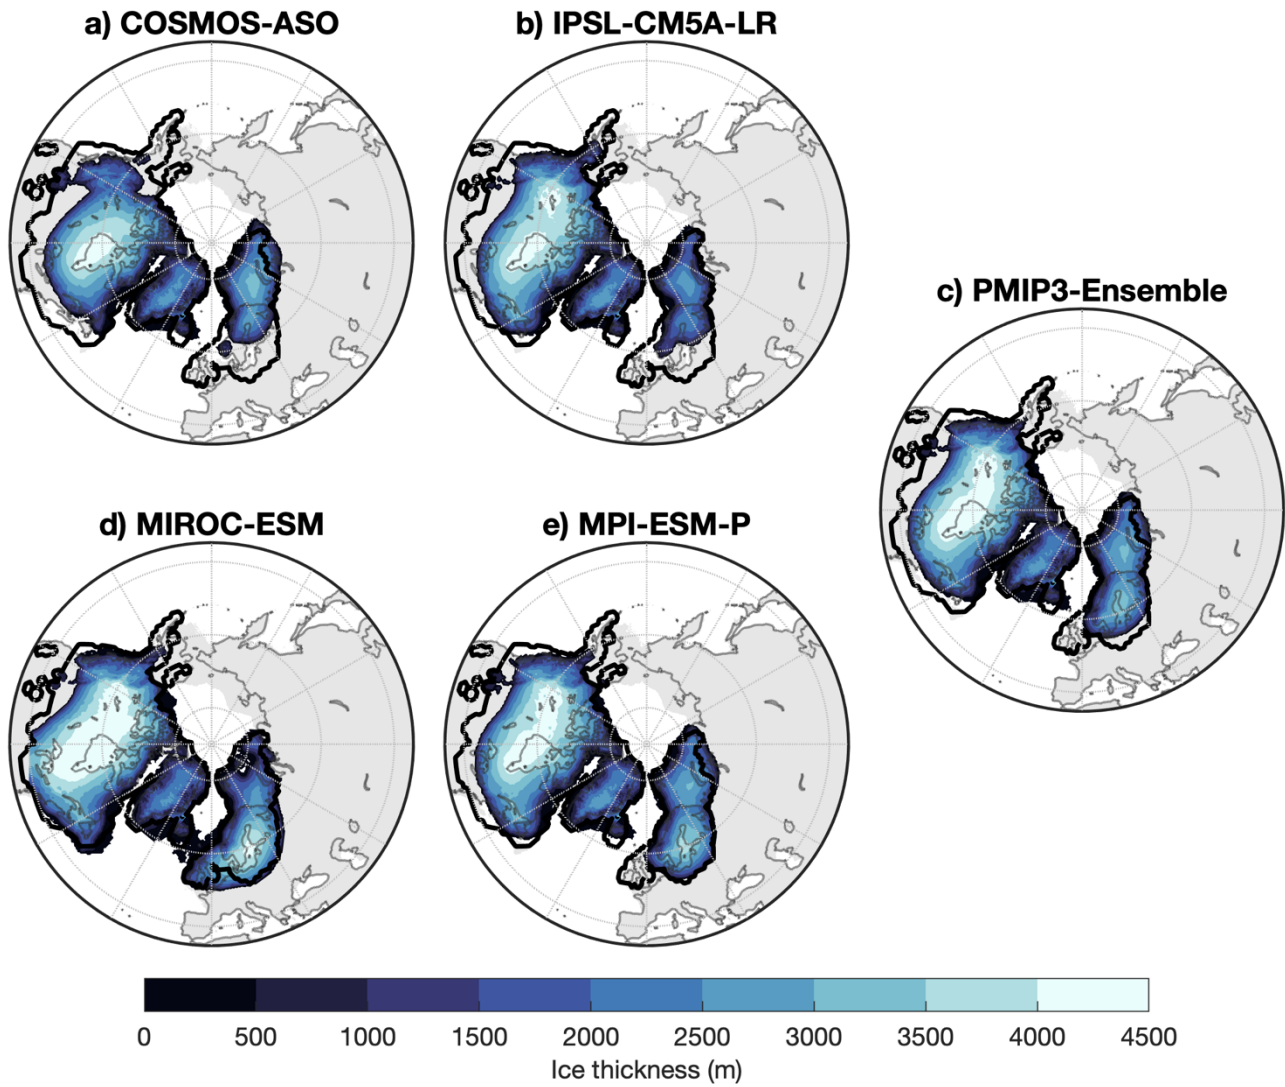 a) COSMOS-ASO
b) IPSL-CM5A-LR
c) PMIP3-Ensemble
d) MIROC-ESM
e) MPI-ESM-P
0 500 1000 1500 2000 2500 3000 3500 4000 4500
Ice thickness (m)